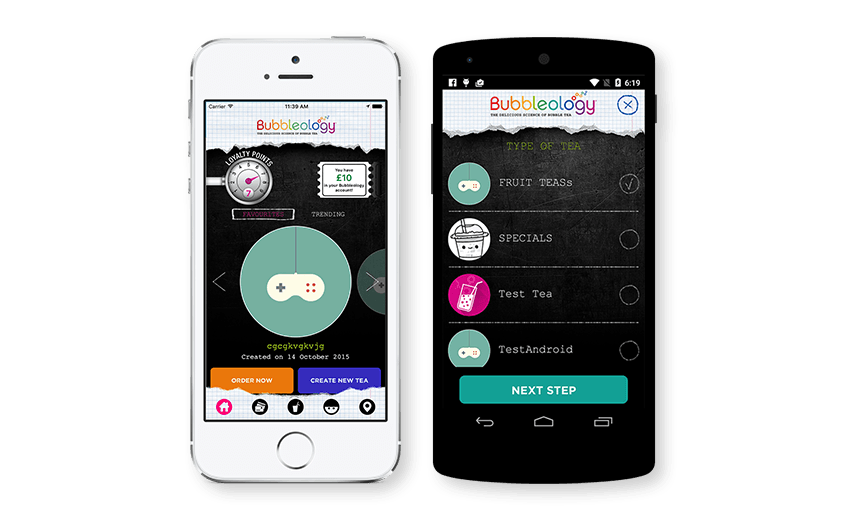 Carrier
11:39 AM
Bubbleology
THE DELICIOUS SCIENCE OF BUBBLE TEA
LOYALTY POINTS
7
You have
£10
in your Bubbleology
account!
FAVOURITES
TRENDING
cgcgkvgkvjg
Created on 14 October 2015
ORDER NOW
CREATE NEW TEA
6:19
Bubbleology
THE DELICIOUS SCIENCE OF BUBBLE TEA
TYPE OF TEA
FRUIT TEASs
SPECIALS
Test Tea
TestAndroid
NEXT STEP